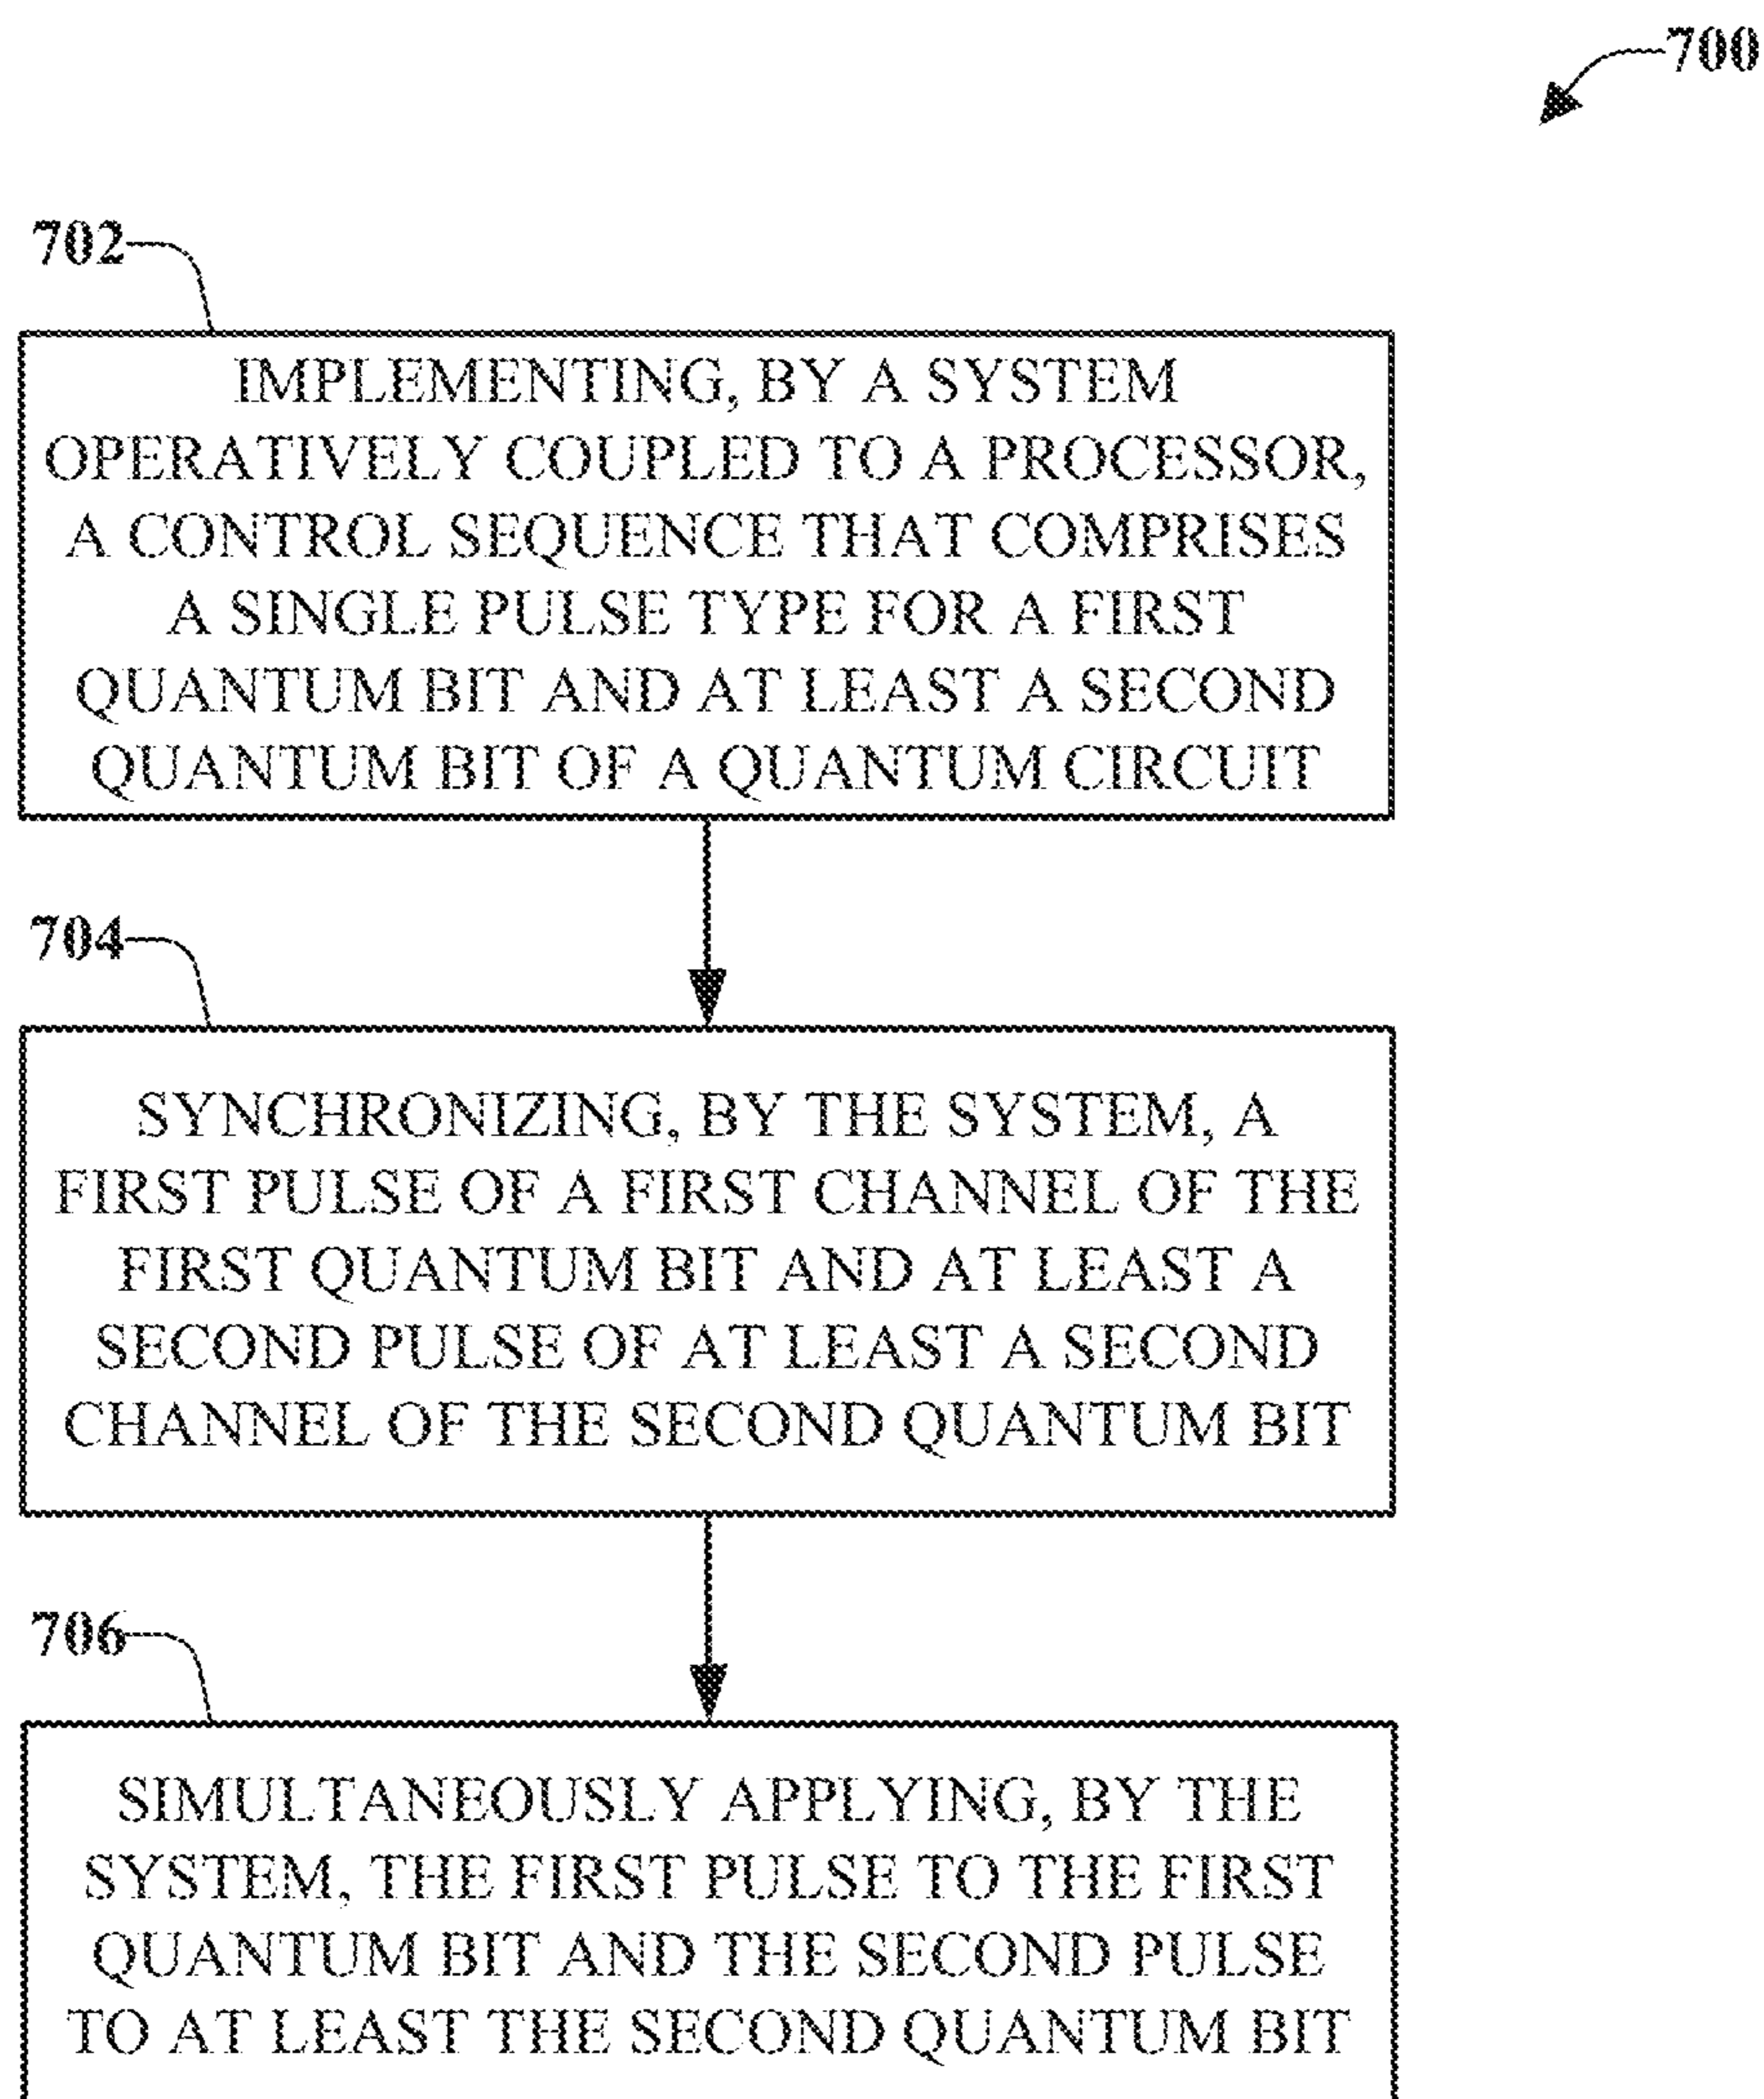 700
702
IMPLEMENTING, BY A SYSTEM
OPERATIVELY COUPLED TO A PROCESSOR,
A CONTROL SEQUENCE THAT COMPRISES
A SINGLE PULSE TYPE FOR A FIRST
QUANTUM BIT AND AT LEAST A SECOND
QUANTUM BIT OF A QUANTUM CIRCUIT
704
SYNCHRONIZING, BY THE SYSTEM, A
FIRST PULSE OF A FIRST CHANNEL OF THE
FIRST QUANTUM BIT AND AT LEAST A
SECOND PULSE OF AT LEAST A SECOND
CHANNEL OF THE SECOND QUANTUM BIT
706
SIMULTANEOUSLY APPLYING, BY THE
SYSTEM, THE FIRST PULSE TO THE FIRST
QUANTUM BIT AND THE SECOND PULSE
TO AT LEAST THE SECOND QUANTUM BIT